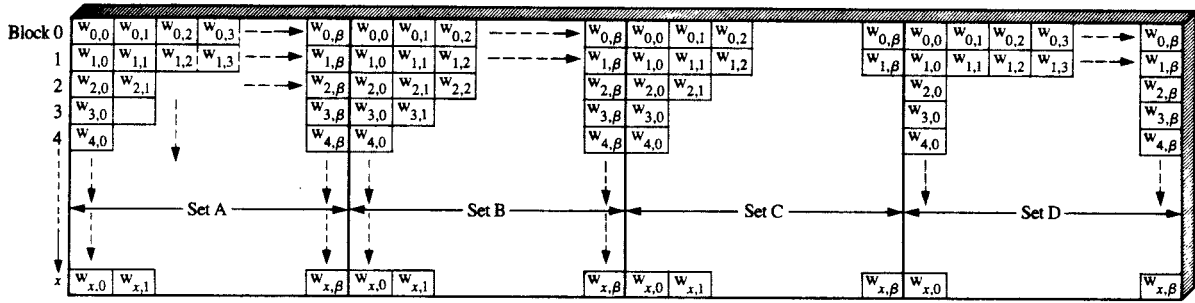 Block 0 w0,0 w0,1 w0,2 w0,3 w0,β w0,0 w0,1 w0,2 w0,β w0,0 w0,1 w0,2 w0,β w0,0 w0,1 w0,2 w0,3 w0,β
1 w1,0 w1,1 w1,2 w1,3 w1,β w1,0 w1,1 w1,2 w1,β w1,0 w1,1 w1,2 w1,β w1,0 w1,1 w1,2 w1,3 w1,β
2 w2,0 w2,1 w2,β w2,0 w2,1 w2,2 w2,β w2,0 w2,1 w2,0 w2,β
3 w3,0 w3,β w3,0 w3,1 w3,β w3,0 w3,0 w3,β
4 w4,0 w4,β w4,0 w4,β w4,0 w4,0 w4,β
Set A Set B Set C Set D
x wx,0 wx,1 wx,β wx,0 wx,1 wx,β wx,0 wx,1 wx,β wx,0 wx,β